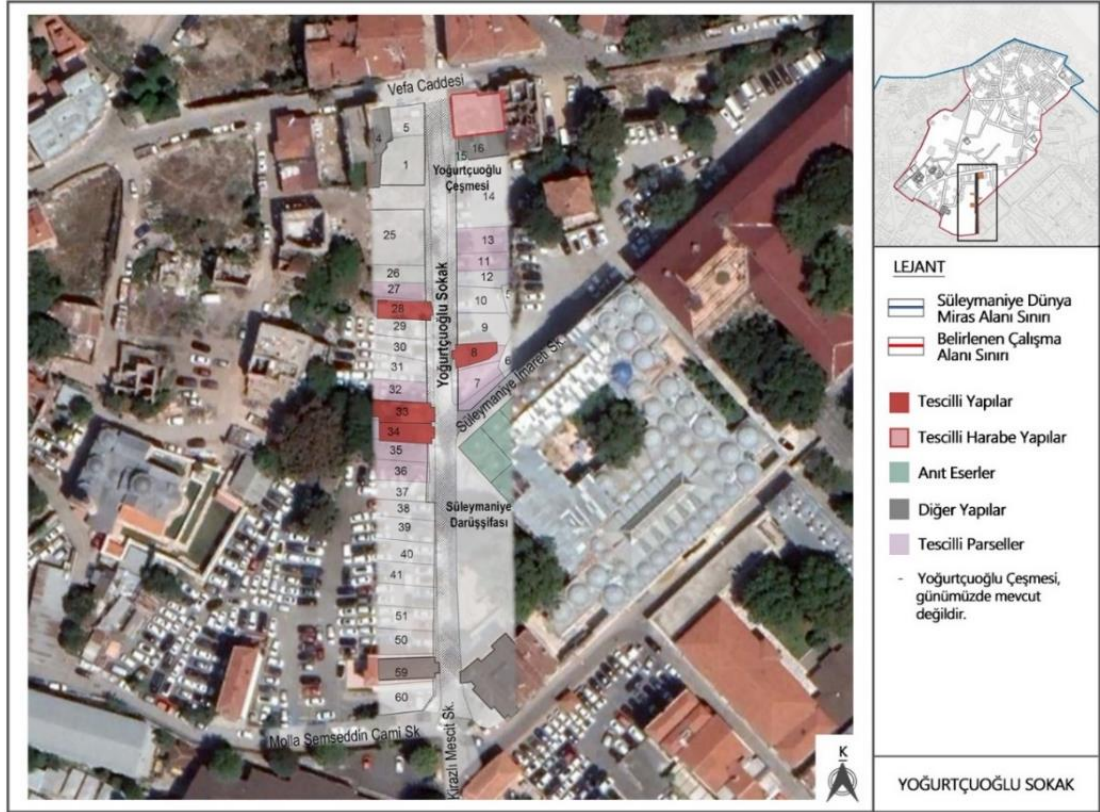 Vefa Caddesi
4
5
1
15
16
Yoğurtçuoğlu
Çeşmesi
14
25
13
11
26
12
27
10
28
29
9
30
8
31
6
7
32
33
34
35
36
37
38
39
40
41
51
50
59
60
Yoğurtçuoğlu Sokak
Süleymaniye İmareti Sk.
Süleymaniye
Darüşşifası
Molla Şemseddin Cami Sk
Kirazlı Mescit Sk.
K
LEJANT
Süleymaniye Dünya
Miras Alanı Sınırı
Belirlenen Çalışma
Alanı Sınırı
Tescilli Yapılar
Tescilli Harabe Yapılar
Anıt Eserler
Diğer Yapılar
Tescilli Parseller
- Yoğurtçuoğlu Çeşmesi,
günümüzde mevcut
değildir.
YOĞURTÇUOĞLU SOKAK